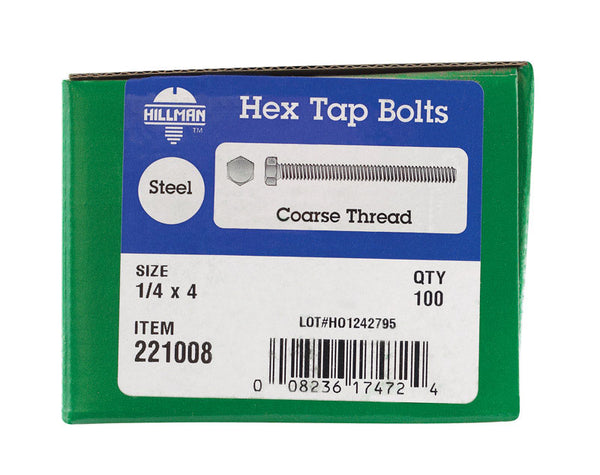 HILLMAN
TM
Hex Tap Bolts
Steel
Coarse Thread
SIZE
1/4 x 4
QTY
100
ITEM
221008
LOT#H01242795
0 08236 17472 4